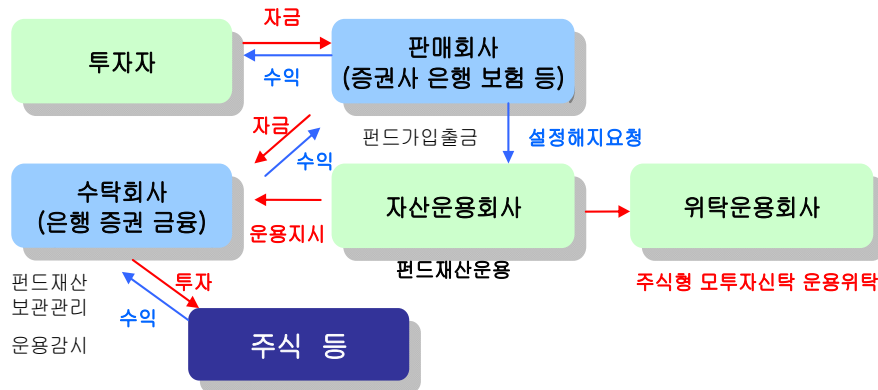 자금
투자자
판매회사
(증권사 은행 보험 등)
수익
자금
펀드가입출금
설정해지요청
수익
수탁회사
(은행 증권 금융)
자산운용회사
위탁운용회사
운용지시
펀드재산운용
펀드재산
보관관리
투자
주식형 모투자신탁 운용위탁
수익
운용감시
주식 등